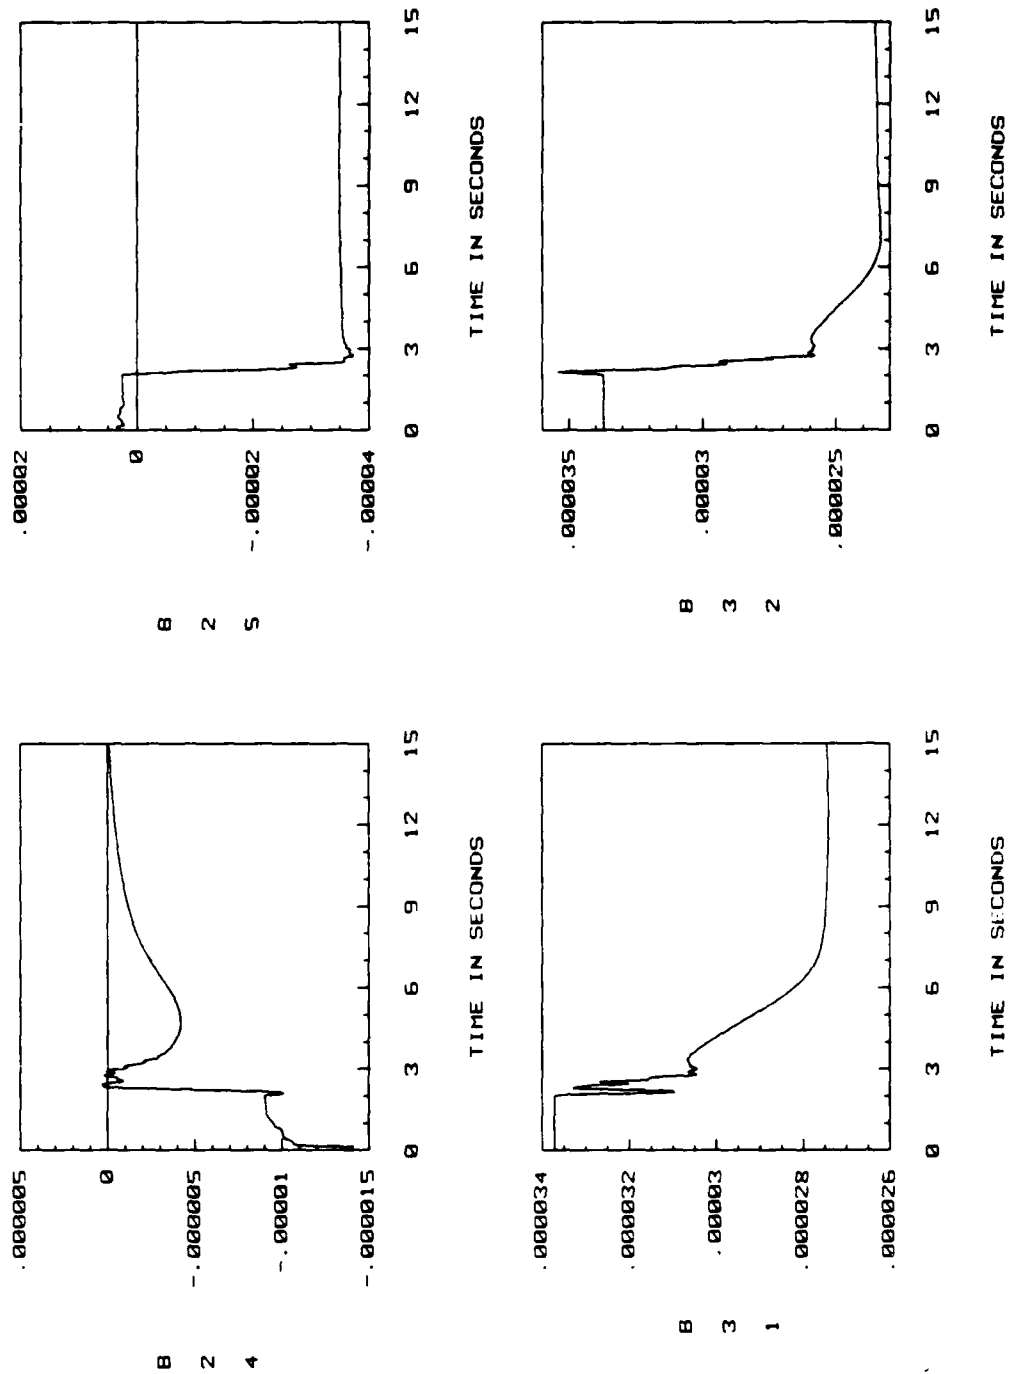 B
2
4
.000005
0
-.000005
-.00001
-.000015
0 3 6 9 12 15
TIME IN SECONDS
B
2
5
.00002
0
-.00002
-.00004
0 3 6 9 12 15
TIME IN SECONDS
B
3
1
.000034
.000032
.00003
.000028
.000026
0 3 6 9 12 15
TIME IN SECONDS
B
3
2
.000035
.00003
.000025
0 3 6 9 12 15
TIME IN SECONDS